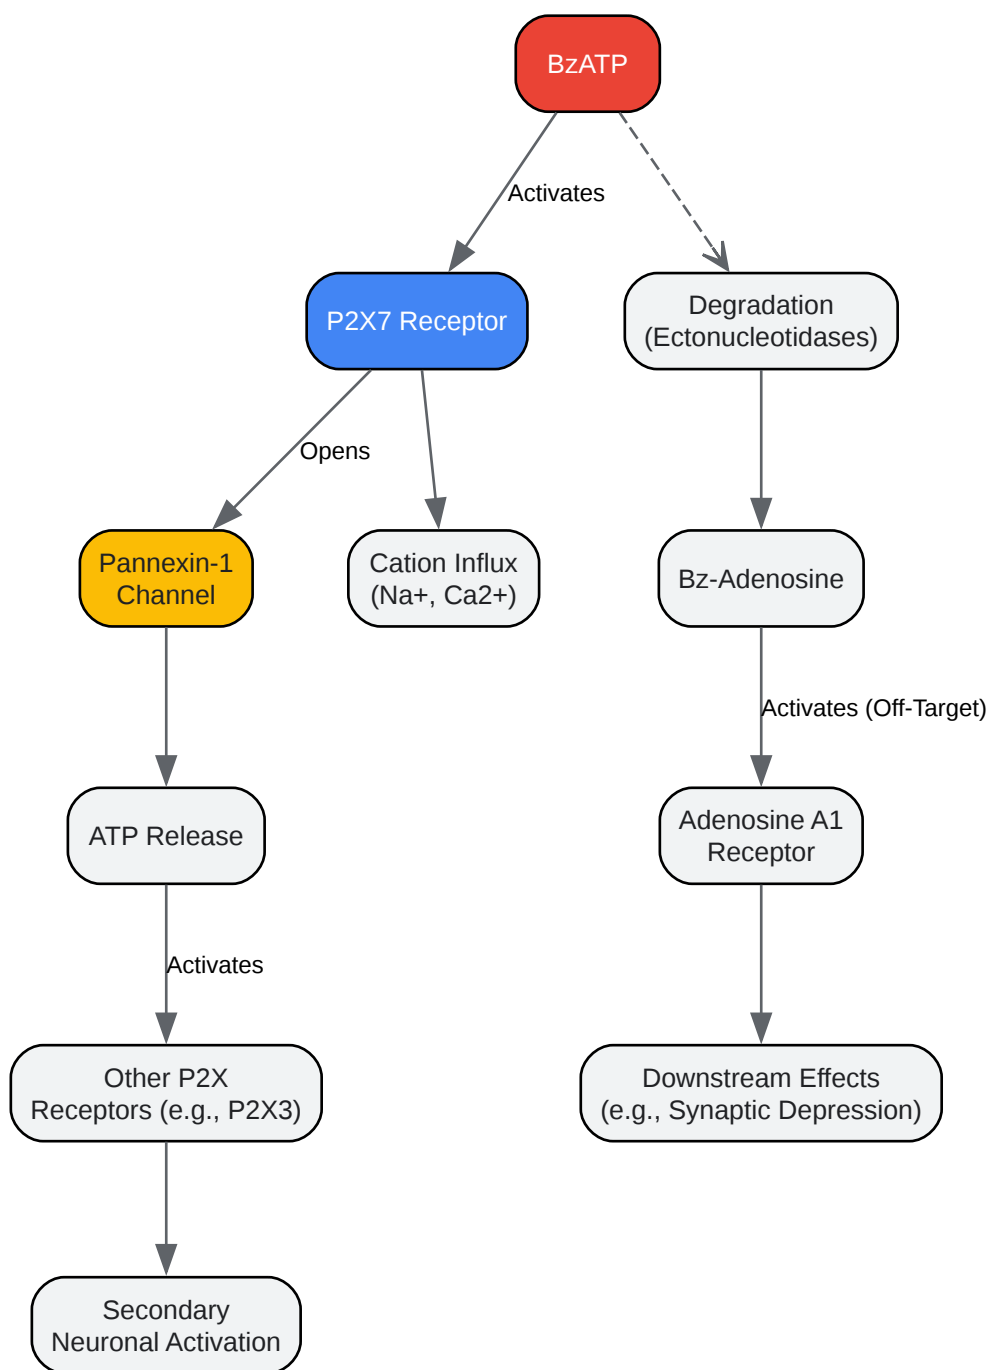 BzATP
Activates
P2X7 Receptor
Degradation
(Ectonucleotidases)
Opens
Pannexin-1
Channel
Cation Influx
(Na+, Ca2+)
Bz-Adenosine
Activates (Off-Target)
ATP Release
Adenosine A1
Receptor
Activates
Other P2X
Receptors (e.g., P2X3)
Downstream Effects
(e.g., Synaptic Depression)
Secondary
Neuronal Activation